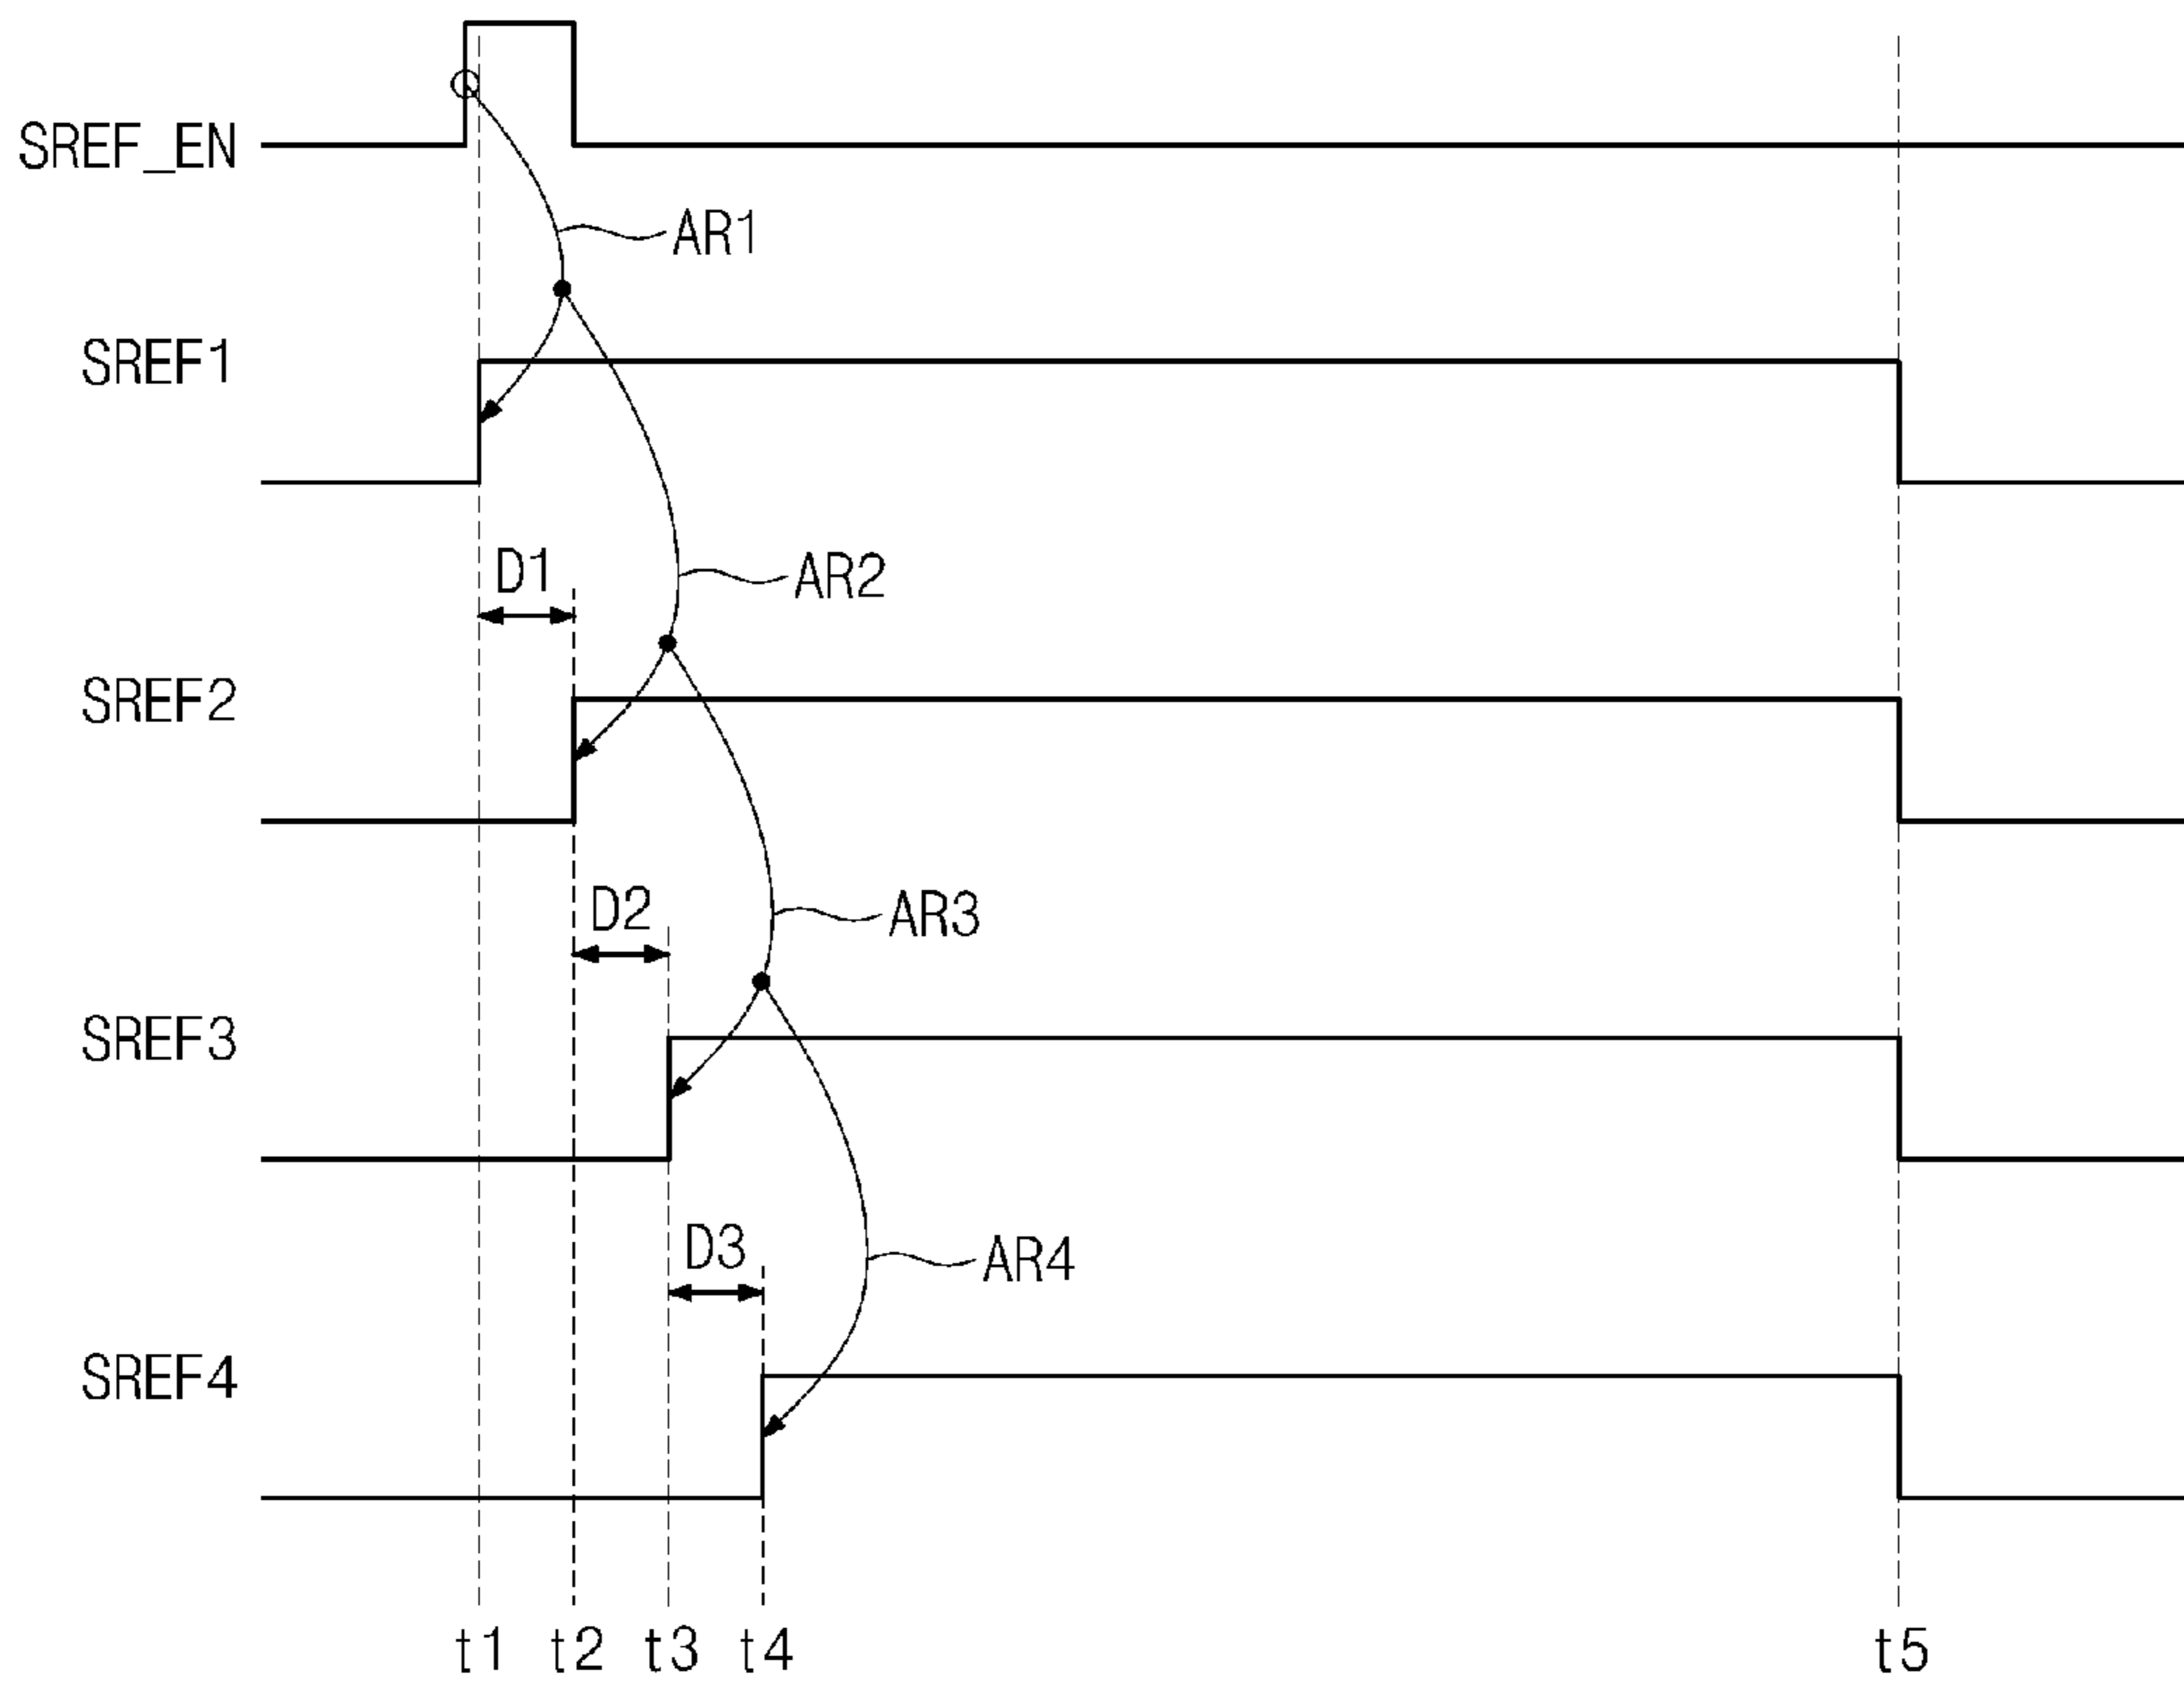 SREF_EN
AR1
SREF1
D1
AR2
SREF2
D2
AR3
SREF3
D3
AR4
SREF4
t1 t2 t3 t4 t5